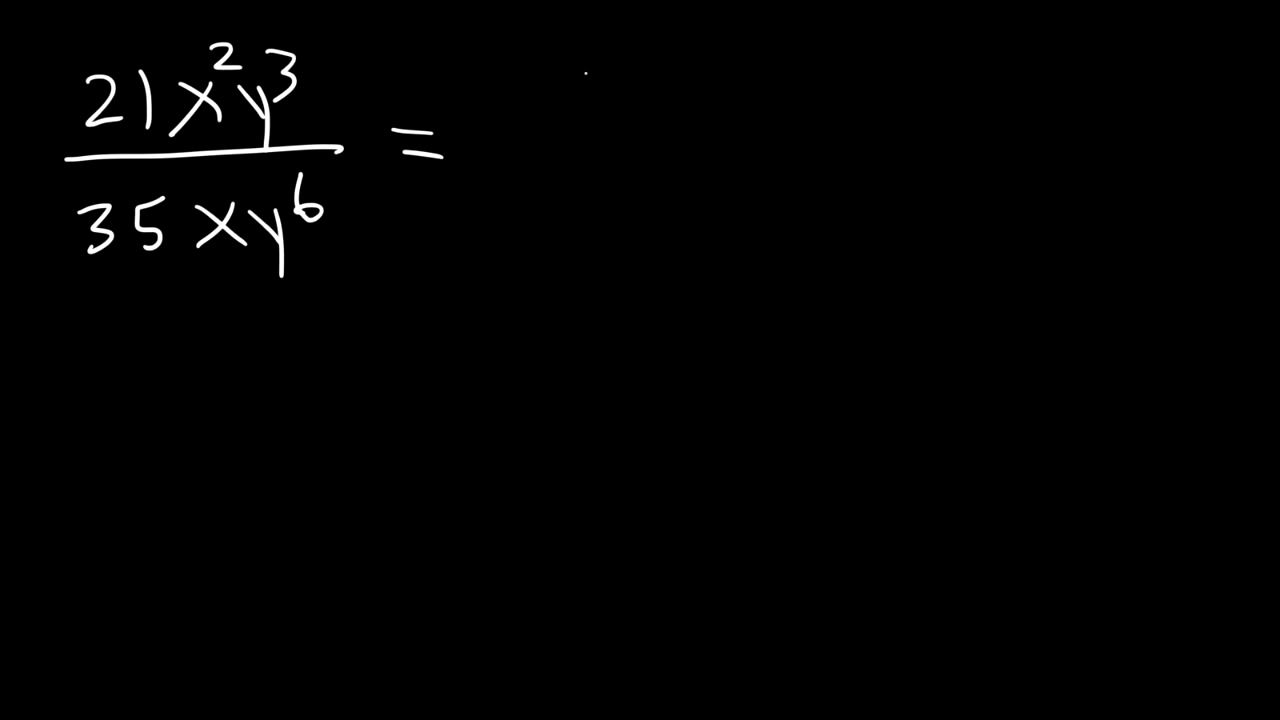 21x²y³ =
35xy⁶